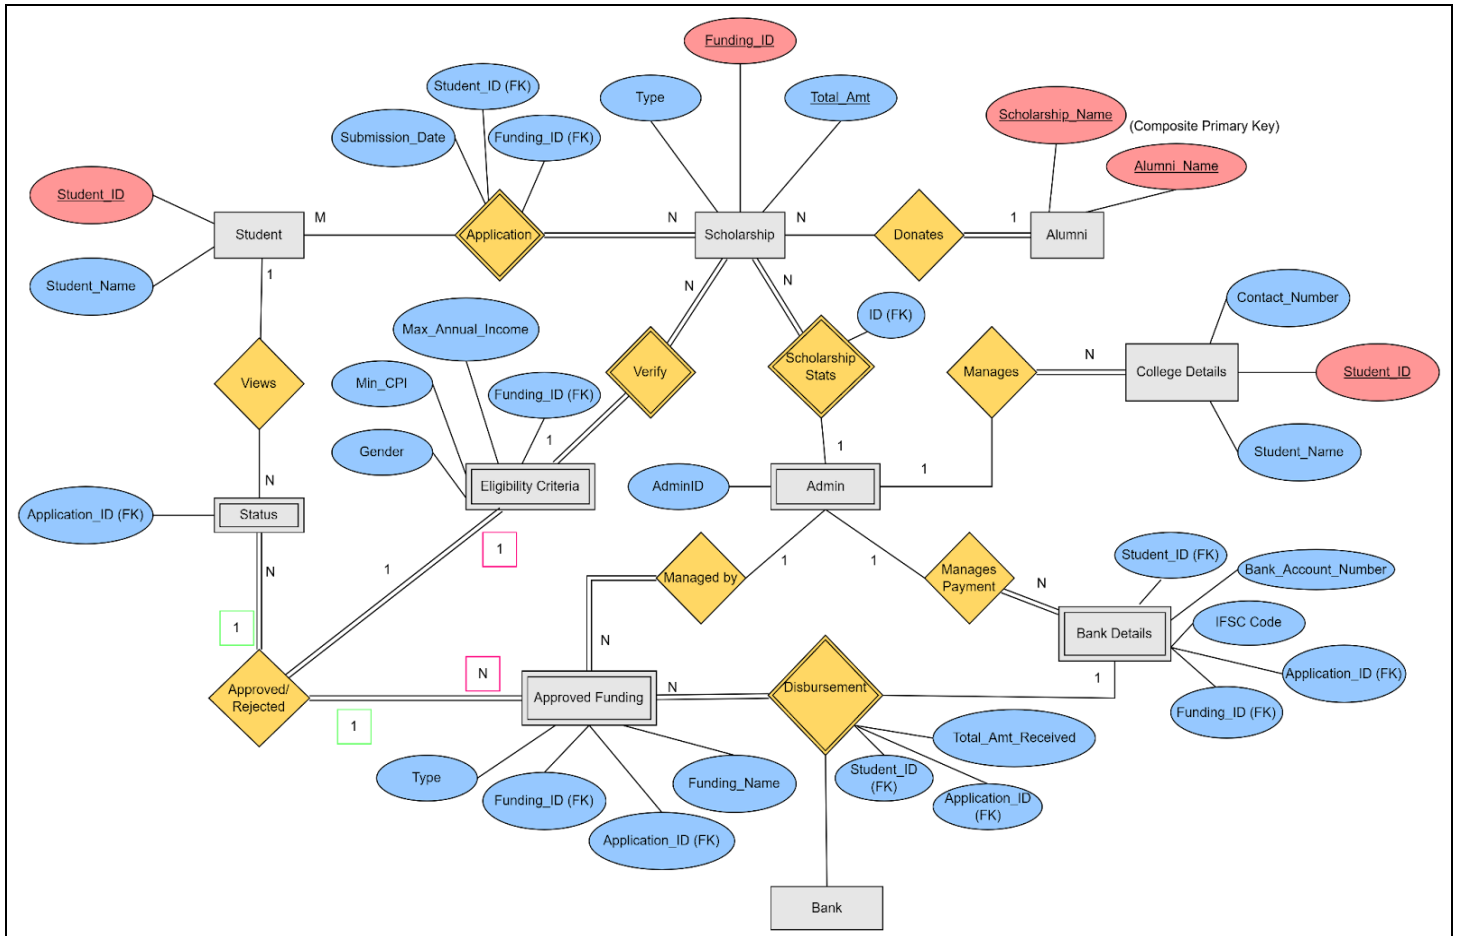 Funding_ID
Student_ID (FK)
Type
Total_Amt
Scholarship_Name
(Composite Primary Key)
Submission_Date
Funding_ID (FK)
Alumni_Name
Student_ID
M
N
N
1
Student
Application
Scholarship
Donates
Alumni
Student_Name
1
N
N
Contact_Number
ID (FK)
Max_Annual_Income
Scholarship
Stats
N
Views
Min_CPI
Verify
Manages
College Details
Student_ID
Funding_ID (FK)
Gender
1
1
1
Student_Name
N
Eligibility Criteria
AdminID
Admin
Application_ID (FK)
Status
1
Student_ID (FK)
N
1
1
1
Managed by
Manages
Payment
N
Bank_Account_Number
1
N
IFSC Code
Bank Details
N
N
1
Application_ID (FK)
Approved/
Rejected
Approved Funding
Disbursement
Funding_ID (FK)
1
Total_Amt_Received
Type
Funding_ID (FK)
Funding_Name
Student_ID
(FK)
Application_ID
(FK)
Application_ID (FK)
Bank